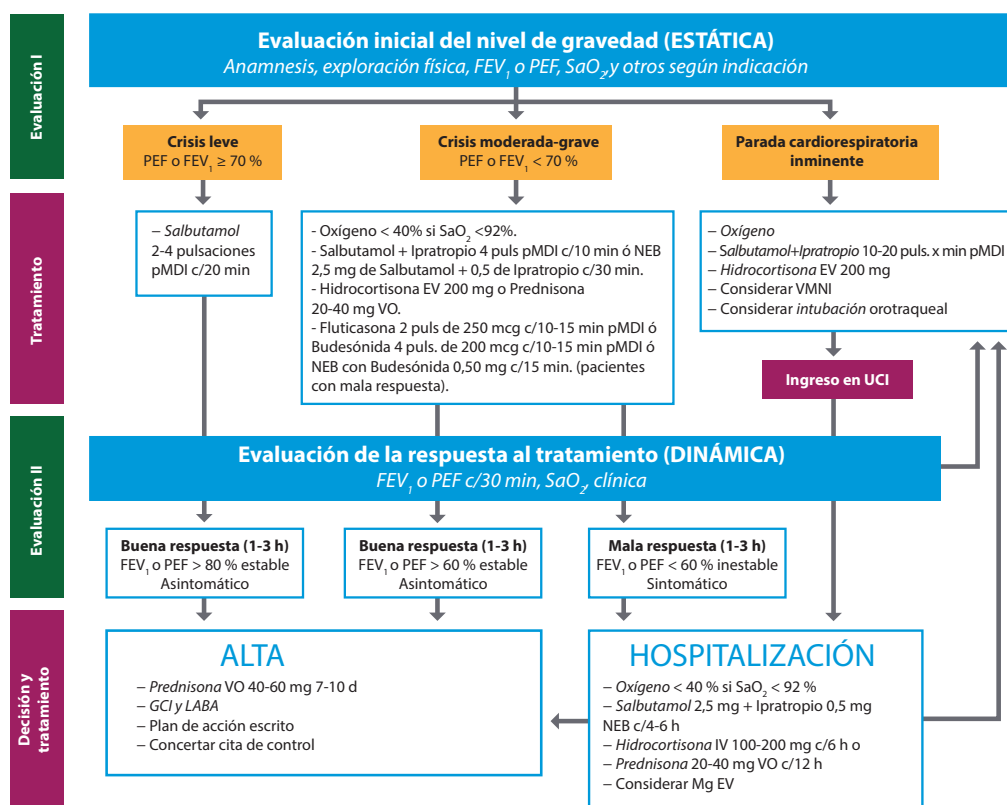 Evaluación I
Evaluación inicial del nivel de gravedad (ESTÁTICA)
Anamnesis, exploración física, FEV₁ o PEF, SaO₂,y otros según indicación
Crisis leve
PEF o FEV₁ ≥ 70 %
Crisis moderada-grave
PEF o FEV₁ < 70 %
Parada cardiorespiratoria
inminente
Tratamiento
– Salbutamol
2-4 pulsaciones
pMDI c/20 min
- Oxígeno < 40% si SaO₂ <92%.
- Salbutamol + Ipratropio 4 puls pMDI c/10 min ó NEB
2,5 mg de Salbutamol + 0,5 de Ipratropio c/30 min.
- Hidrocortisona EV 200 mg o Prednisona
20-40 mg VO.
- Fluticasona 2 puls de 250 mcg c/10-15 min pMDI ó
Budesónida 4 puls. de 200 mcg c/10-15 min pMDI ó
NEB con Budesónida 0,50 mg c/15 min. (pacientes
con mala respuesta).
– Oxígeno
– Salbutamol+Ipratropio 10-20 puls. x min pMDI
– Hidrocortisona EV 200 mg
– Considerar VMNI
– Considerar intubación orotraqueal
Ingreso en UCI
Evaluación II
Evaluación de la respuesta al tratamiento (DINÁMICA)
FEV₁ o PEF c/30 min, SaO₂, clínica
Buena respuesta (1-3 h)
FEV₁ o PEF > 80 % estable
Asintomático
Buena respuesta (1-3 h)
FEV₁ o PEF > 60 % estable
Asintomático
Mala respuesta (1-3 h)
FEV₁ o PEF < 60 % inestable
Sintomático
Decisión y
tratamiento
ALTA
– Prednisona VO 40-60 mg 7-10 d
– GCI y LABA
– Plan de acción escrito
– Concertar cita de control
HOSPITALIZACIÓN
– Oxígeno < 40 % si SaO₂ < 92 %
– Salbutamol 2,5 mg + Ipratropio 0,5 mg
NEB c/4-6 h
– Hidrocortisona IV 100-200 mg c/6 h o
– Prednisona 20-40 mg VO c/12 h
– Considerar Mg EV